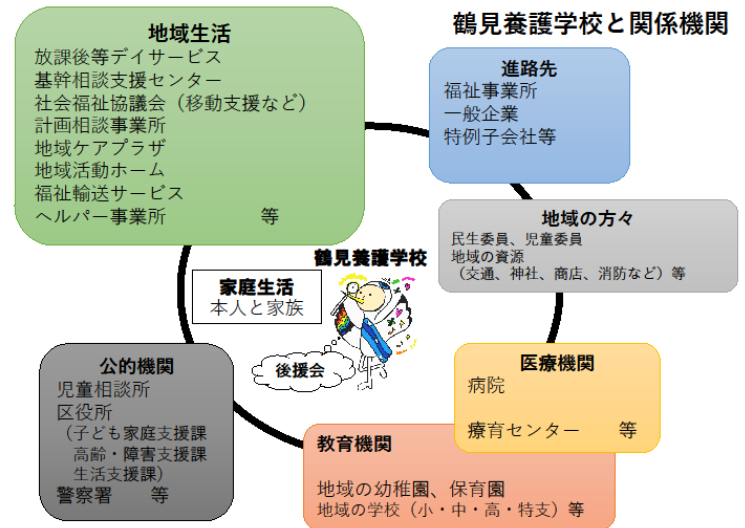 鶴見養護学校と関係機関
地域生活
放課後等デイサービス
基幹相談支援センター
社会福祉協議会（移動支援など）
計画相談事業所
地域ケアプラザ
地域活動ホーム
福祉輸送サービス
ヘルパー事業所　　　　等
進路先
福祉事業所
一般企業
特例子会社等
地域の方々
民生委員、児童委員
地域の資源
（交通、神社、商店、消防など）等
鶴見養護学校
家庭生活
本人と家族
後援会
公的機関
児童相談所
区役所
（子ども家庭支援課
高齢・障害支援課
生活支援課）
警察署　　等
医療機関
病院
療育センター　　等
教育機関
地域の幼稚園、保育園
地域の学校（小・中・高・特支）等